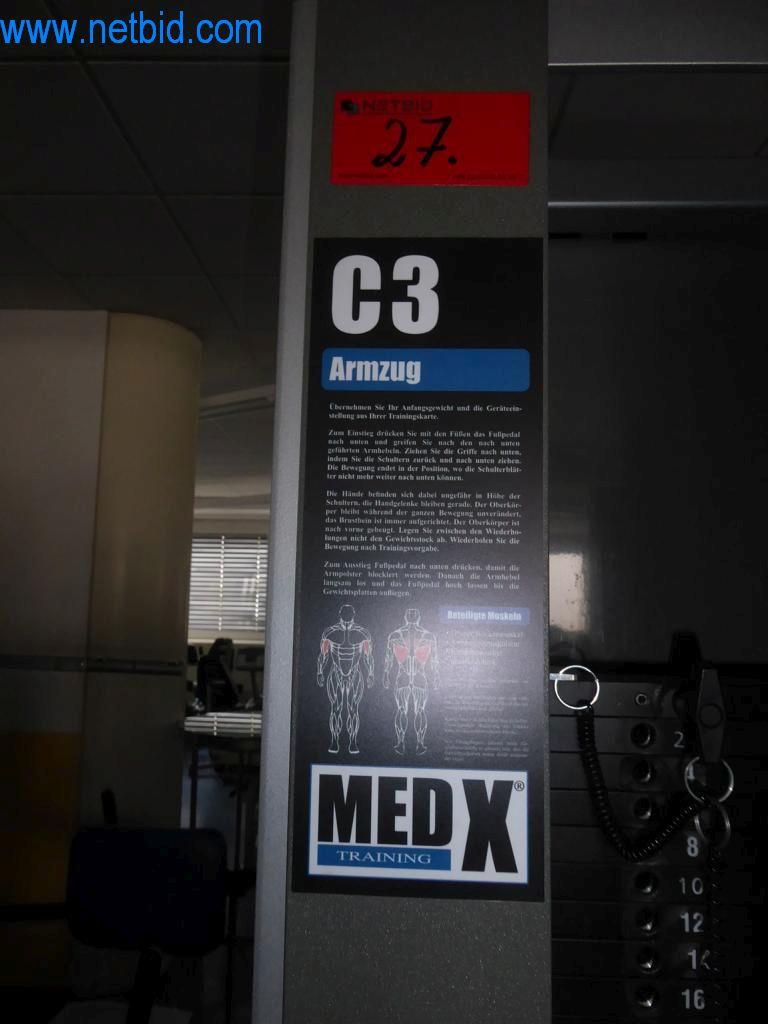 www.netbid.com
NETBID
27.
C3
Armzug
Übernehmen Sie Ihr Anfangsgewicht und die Geräteein-
stellung aus Ihrer Trainingskarte.
Zum Einstieg drücken Sie mit den Füßen das Fußpedal
nach unten und greifen Sie nach den nach unten
geführten Armhebeln. Ziehen Sie die Griffe nach unten,
indem Sie die Schultern zurück und nach unten ziehen.
Die Bewegung endet in der Position, wo die Schulterblät-
ter nicht mehr weiter nach unten können.
Die Hände befinden sich dabei ungefähr in Höhe der
Schultern, die Handgelenke bleiben gerade. Der Oberkör-
per bleibt während der ganzen Bewegung unverändert,
das Brustbein ist immer aufgerichtet. Der Oberkörper ist
nach vorne gebeugt. Legen Sie zwischen den Wiederho-
lungen nicht den Gewichtsstock ab. Wiederholen Sie die
Bewegung nach Trainingsvorgabe.
Zum Ausstieg Fußpedal nach unten drücken, damit die
Armpolster blockiert werden. Danach die Armhebel
langsam los und das Fußpedal hoch lassen bis die
Gewichtsplatten aufliegen.
Beteiligte Muskeln
MEDX®
TRAINING
2
8
10
12
14
16